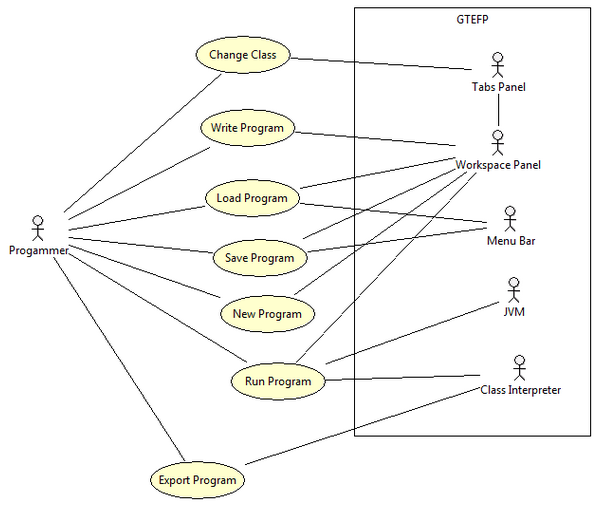 GTEFP
Change Class
Tabs Panel
Write Program
Workspace Panel
Load Program
Progammer
Menu Bar
Save Program
New Program
JVM
Run Program
Class Interpreter
Export Program